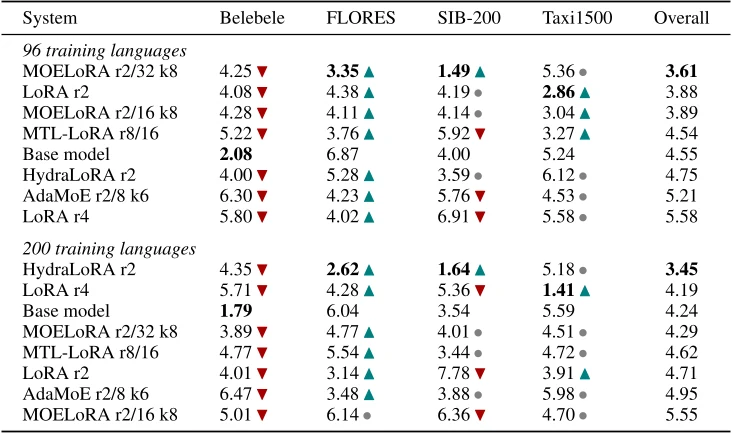 System Belebele FLORES SIB-200 Taxi1500 Overall
96 training languages
MOELoRA r2/32 k8 4.25 ▼ 3.35 ▲ 1.49 ▲ 5.36 ● 3.61
LoRA r2 4.08 ▼ 4.38 ▲ 4.19 ● 2.86 ▲ 3.88
MOELoRA r2/16 k8 4.28 ▼ 4.11 ▲ 4.14 ● 3.04 ▲ 3.89
MTL-LoRA r8/16 5.22 ▼ 3.76 ▲ 5.92 ▼ 3.27 ▲ 4.54
Base model 2.08 6.87 4.00 5.24 4.55
HydraLoRA r2 4.00 ▼ 5.28 ▲ 3.59 ● 6.12 ● 4.75
AdaMoE r2/8 k6 6.30 ▼ 4.23 ▲ 5.76 ▼ 4.53 ● 5.21
LoRA r4 5.80 ▼ 4.02 ▲ 6.91 ▼ 5.58 ● 5.58
200 training languages
HydraLoRA r2 4.35 ▼ 2.62 ▲ 1.64 ▲ 5.18 ● 3.45
LoRA r4 5.71 ▼ 4.28 ▲ 5.36 ▼ 1.41 ▲ 4.19
Base model 1.79 6.04 3.54 5.59 4.24
MOELoRA r2/32 k8 3.89 ▼ 4.77 ▲ 4.01 ● 4.51 ● 4.29
MTL-LoRA r8/16 4.77 ▼ 5.54 ▲ 3.44 ● 4.72 ● 4.62
LoRA r2 4.01 ▼ 3.14 ▲ 7.78 ▼ 3.91 ▲ 4.71
AdaMoE r2/8 k6 6.47 ▼ 3.48 ▲ 3.88 ● 5.98 ● 4.95
MOELoRA r2/16 k8 5.01 ▼ 6.14 ● 6.36 ▼ 4.70 ● 5.55